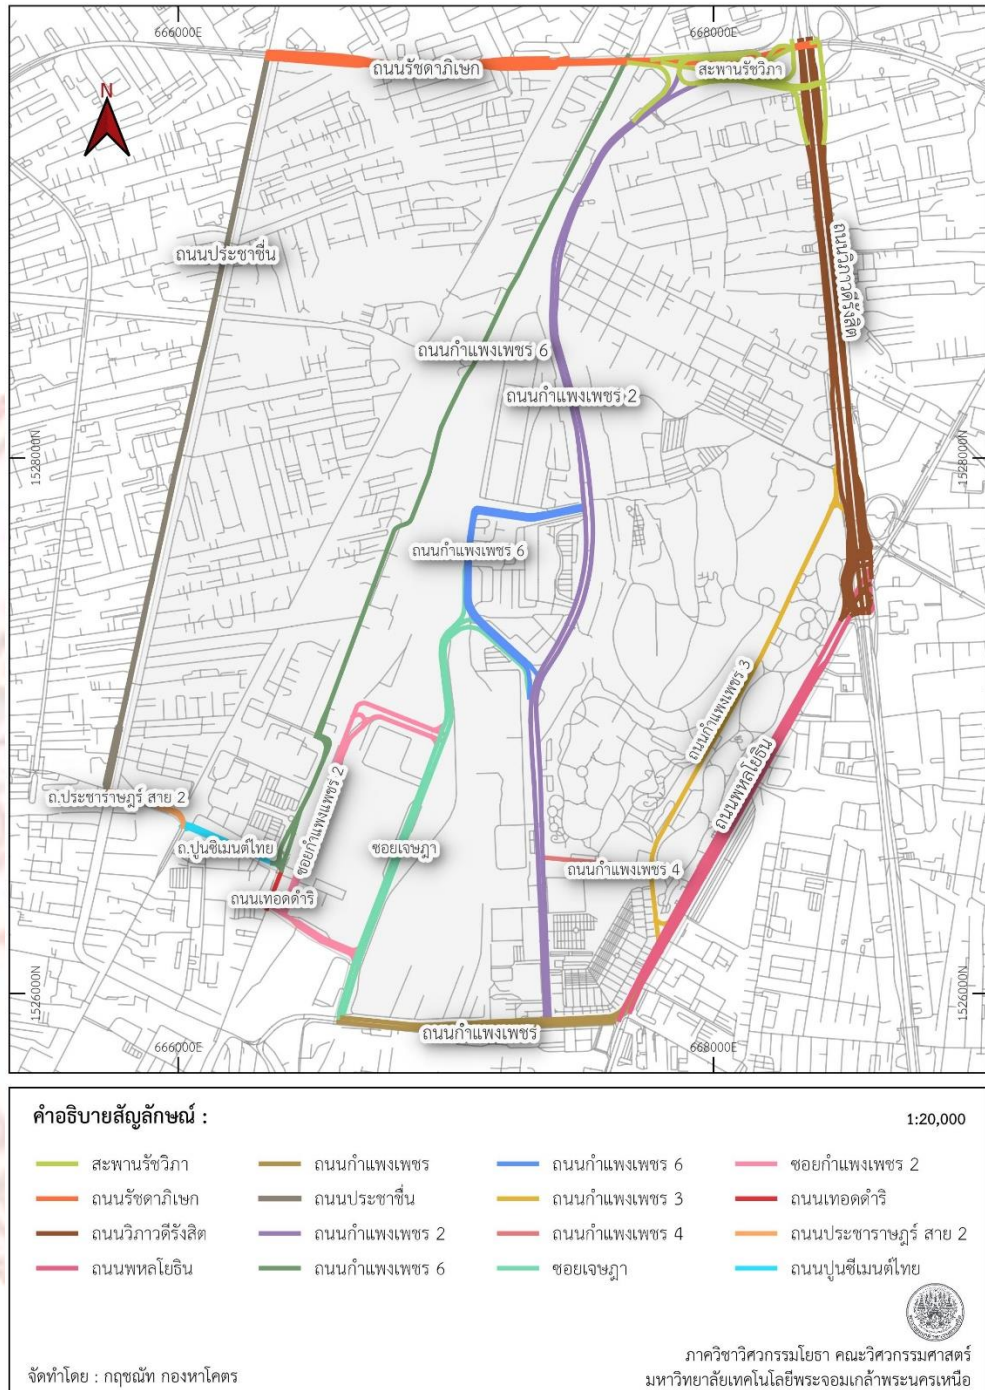 666000E
668000E
ถนนรัชดาภิเษก
สะพานรัชวิภา
N
ถนนประชาชื่น
ถนนวิภาวดีรังสิต
ถนนกำแพงเพชร 6
ถนนกำแพงเพชร 2
1528000N
1528000N
ถนนกำแพงเพชร 6
ถนนกำแพงเพชร 3
ถนนพหลโยธิน
ถ.ประชาราษฎร์ สาย 2
ซอยกำแพงเพชร 2
ถ.ปูนซิเมนต์ไทย
ซอยเจษฎา
ถนนกำแพงเพชร 4
ถนนเทอดดำริ
1526000N
1526000N
ถนนกำแพงเพชร
666000E
668000E
คำอธิบายสัญลักษณ์ :
1:20,000
สะพานรัชวิภา
ถนนกำแพงเพชร
ถนนกำแพงเพชร 6
ซอยกำแพงเพชร 2
ถนนรัชดาภิเษก
ถนนประชาชื่น
ถนนกำแพงเพชร 3
ถนนเทอดดำริ
ถนนวิภาวดีรังสิต
ถนนกำแพงเพชร 2
ถนนกำแพงเพชร 4
ถนนประชาราษฎร์ สาย 2
ถนนพหลโยธิน
ถนนกำแพงเพชร 6
ซอยเจษฎา
ถนนปูนซีเมนต์ไทย
ภาควิชาวิศวกรรมโยธา คณะวิศวกรรมศาสตร์
จัดทำโดย : กฤชณัท กองหาโคตร
มหาวิทยาลัยเทคโนโลยีพระจอมเกล้าพระนครเหนือ